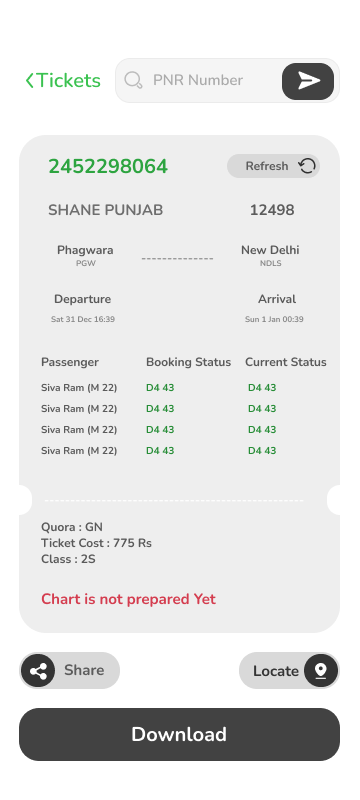 Tickets PNR Number
2452298064 Refresh
SHANE PUNJAB 12498
Phagwara New Delhi
PGW NDLS
Departure Arrival
Sat 31 Dec 16:39 Sun 1 Jan 00:39
Passenger Booking Status Current Status
Siva Ram (M 22) D4 43 D4 43
Siva Ram (M 22) D4 43 D4 43
Siva Ram (M 22) D4 43 D4 43
Siva Ram (M 22) D4 43 D4 43
Quora : GN
Ticket Cost : 775 Rs
Class : 2S
Chart is not prepared Yet
Share Locate
Download